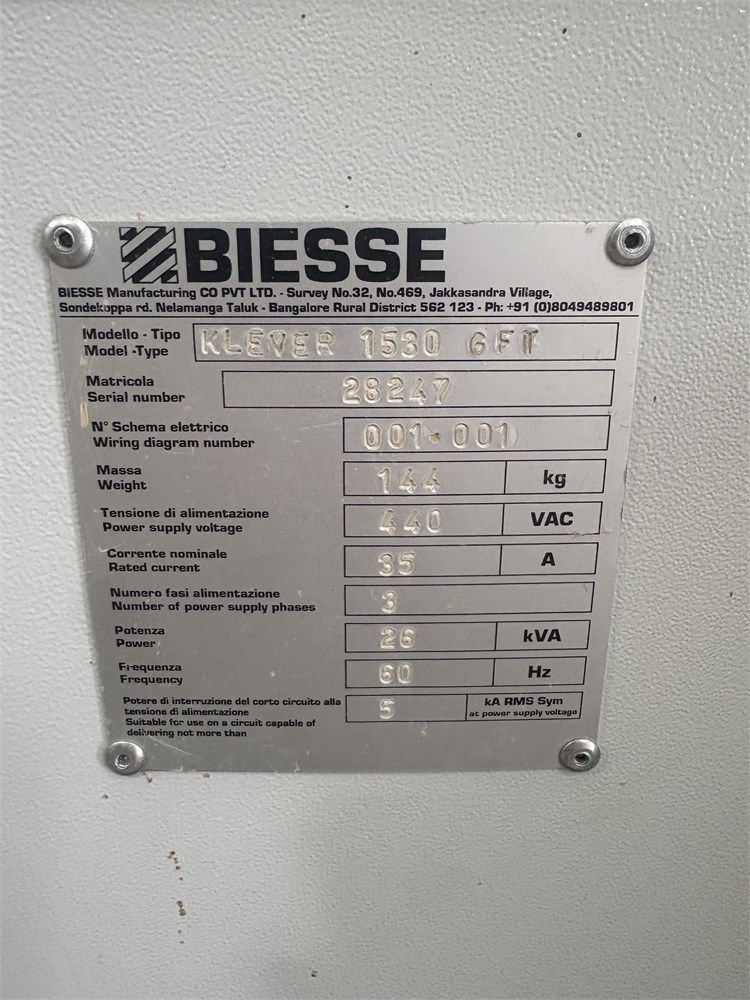 BIESSE
BIESSE Manufacturing CO PVT LTD. - Survey No.32, No.469, Jakkasandra Village,
Sondekoppa rd. Nelamanga Taluk - Bangalore Rural District 562 123 - Ph: +91 (0)8049489801
Modello - Tipo
Model -Type KLEVER 1530 GFT
Matricola
Serial number 28247
N° Schema elettrico
Wiring diagram number 001-001
Massa
Weight 144 kg
Tensione di alimentazione
Power supply voltage 440 VAC
Corrente nominale
Rated current 35 A
Numero fasi alimentazione
Number of power supply phases 3
Potenza
Power 26 kVA
Frequenza
Frequency 60 Hz
Potere di interruzione del corto circuito alla
tensione di alimentazione
Suitable for use on a circuit capable of
delivering not more than 5 kA RMS Sym
at power supply voltage